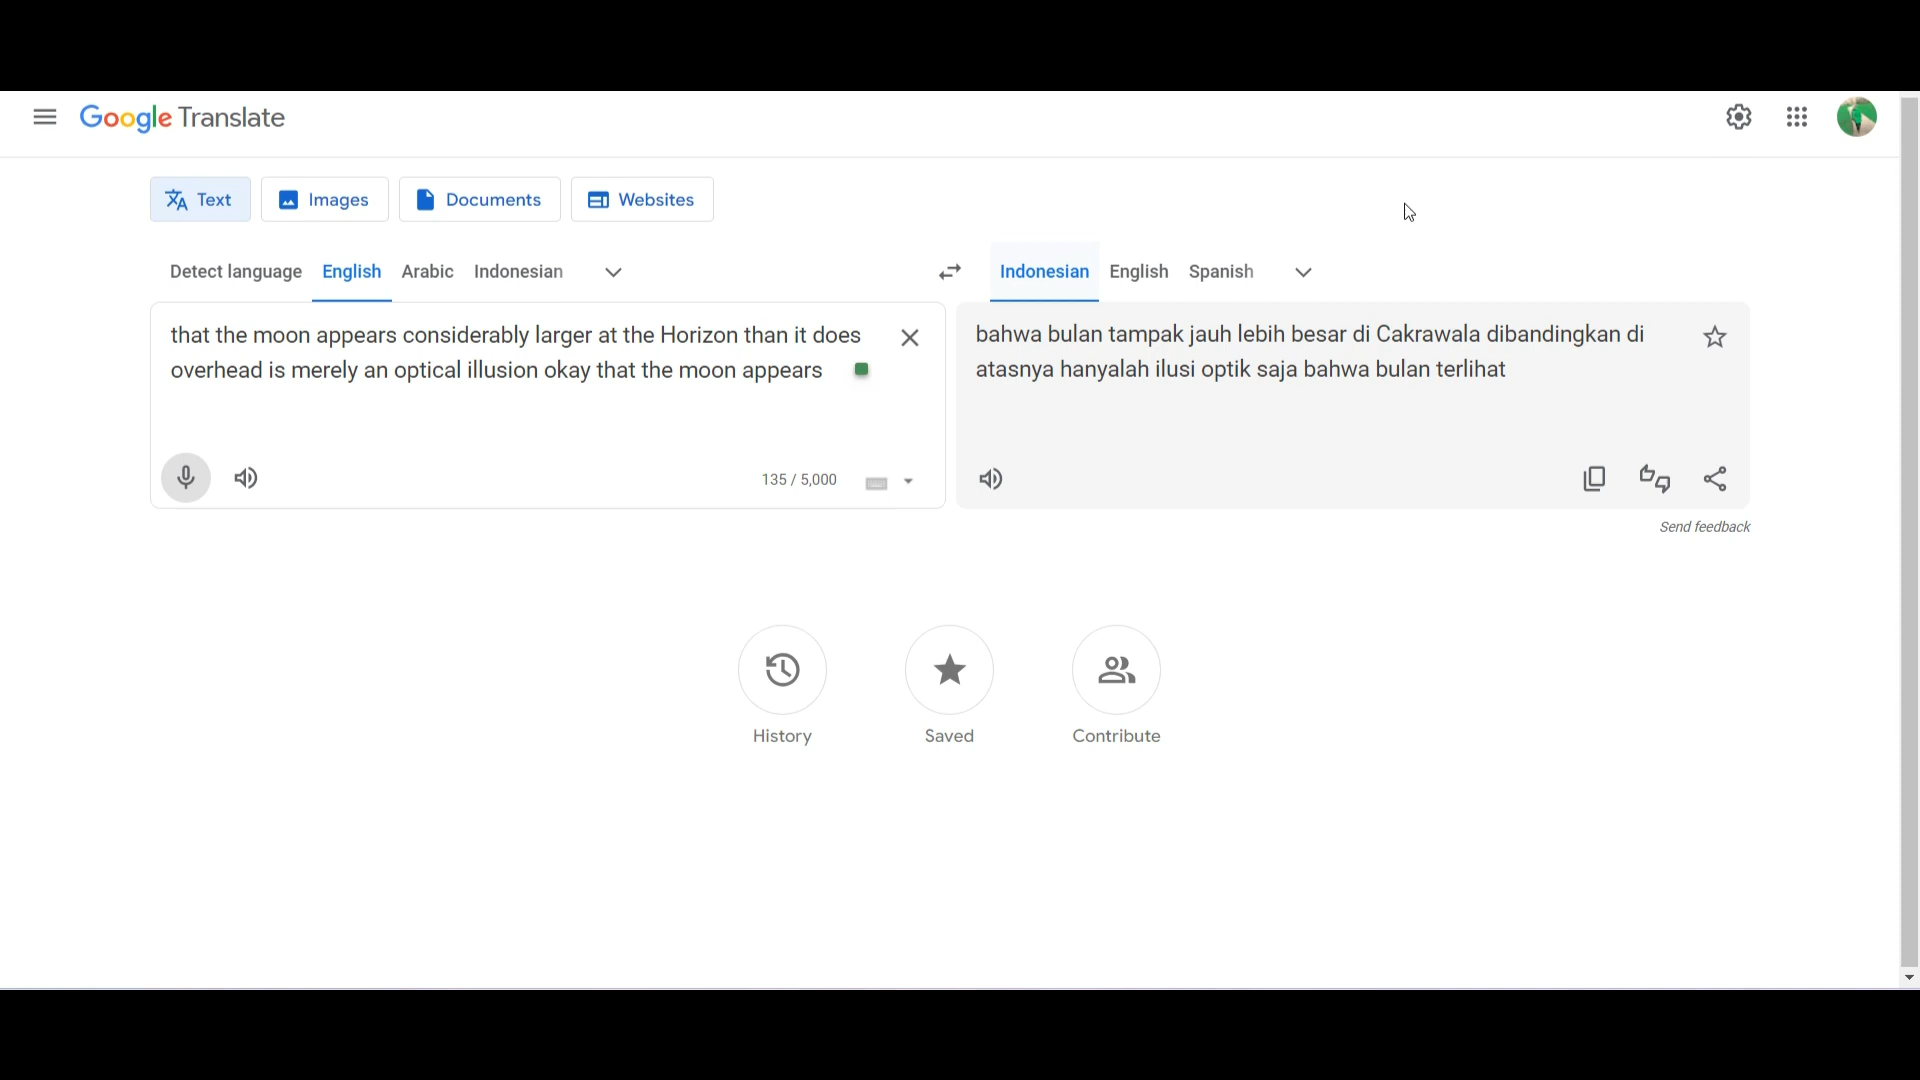 Google Translate
Text Images Documents Websites
Detect language English Arabic Indonesian
Indonesian English Spanish
that the moon appears considerably larger at the Horizon than it does
overhead is merely an optical illusion okay that the moon appears
135 / 5,000
bahwa bulan tampak jauh lebih besar di Cakrawala dibandingkan di
atasnya hanyalah ilusi optik saja bahwa bulan terlihat
Send feedback
History Saved Contribute